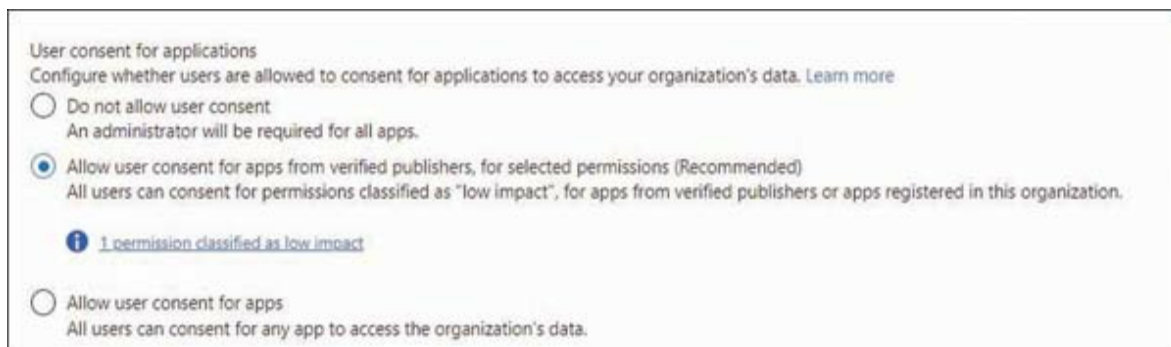 User consent for applications
Configure whether users are allowed to consent for applications to access your organization's data. Learn more
Do not allow user consent
An administrator will be required for all apps.
Allow user consent for apps from verified publishers, for selected permissions (Recommended)
All users can consent for permissions classified as "low impact", for apps from verified publishers or apps registered in this organization.
1 permission classified as low impact
Allow user consent for apps
All users can consent for any app to access the organization's data.